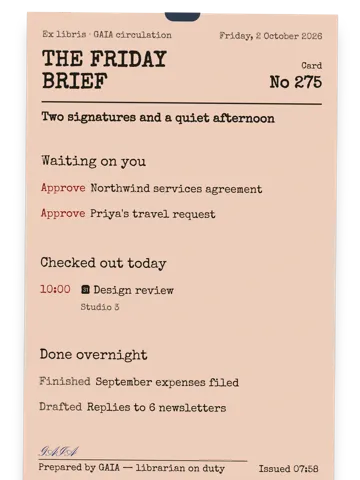 Ex libris · GAIA circulation
Friday, 2 October 2026
THE FRIDAY
BRIEF
Card
No 275
Two signatures and a quiet afternoon
Waiting on you
Approve Northwind services agreement
Approve Priya's travel request
Checked out today
10:00 Design review
Studio 3
Done overnight
Finished September expenses filed
Drafted Replies to 6 newsletters
GAIA
Prepared by GAIA — librarian on duty
Issued 07:58